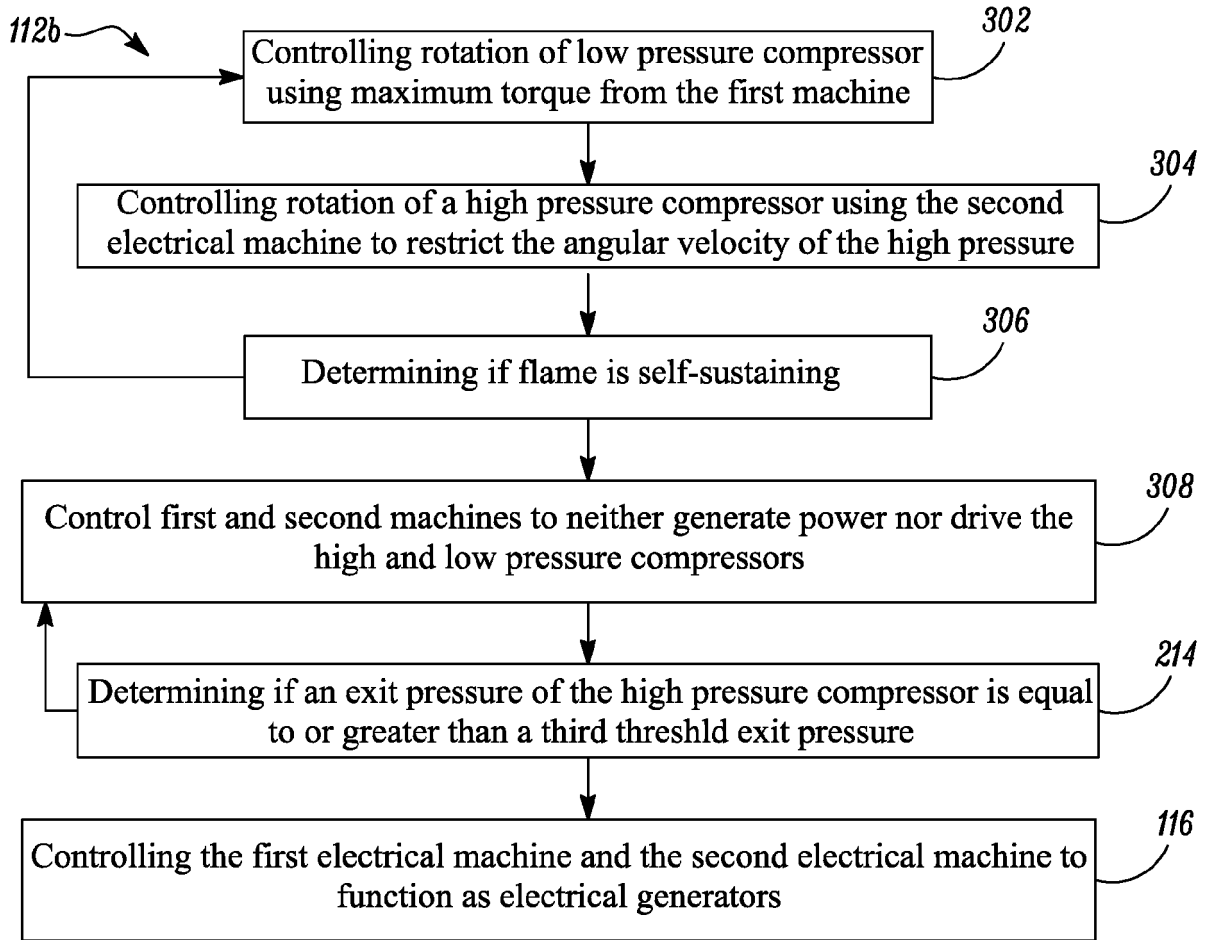 112b
302
Controlling rotation of low pressure compressor
using maximum torque from the first machine
304
Controlling rotation of a high pressure compressor using the second
electrical machine to restrict the angular velocity of the high pressure
306
Determining if flame is self-sustaining
308
Control first and second machines to neither generate power nor drive the
high and low pressure compressors
214
Determining if an exit pressure of the high pressure compressor is equal
to or greater than a third threshld exit pressure
116
Controlling the first electrical machine and the second electrical machine to
function as electrical generators